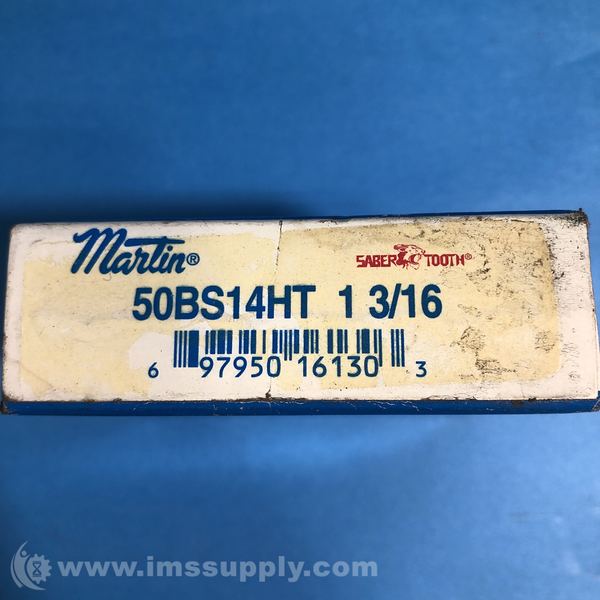 Martin®
SABER TOOTH®
50BS14HT 1 3/16
6 97950 16130 3
www.imssupply.com